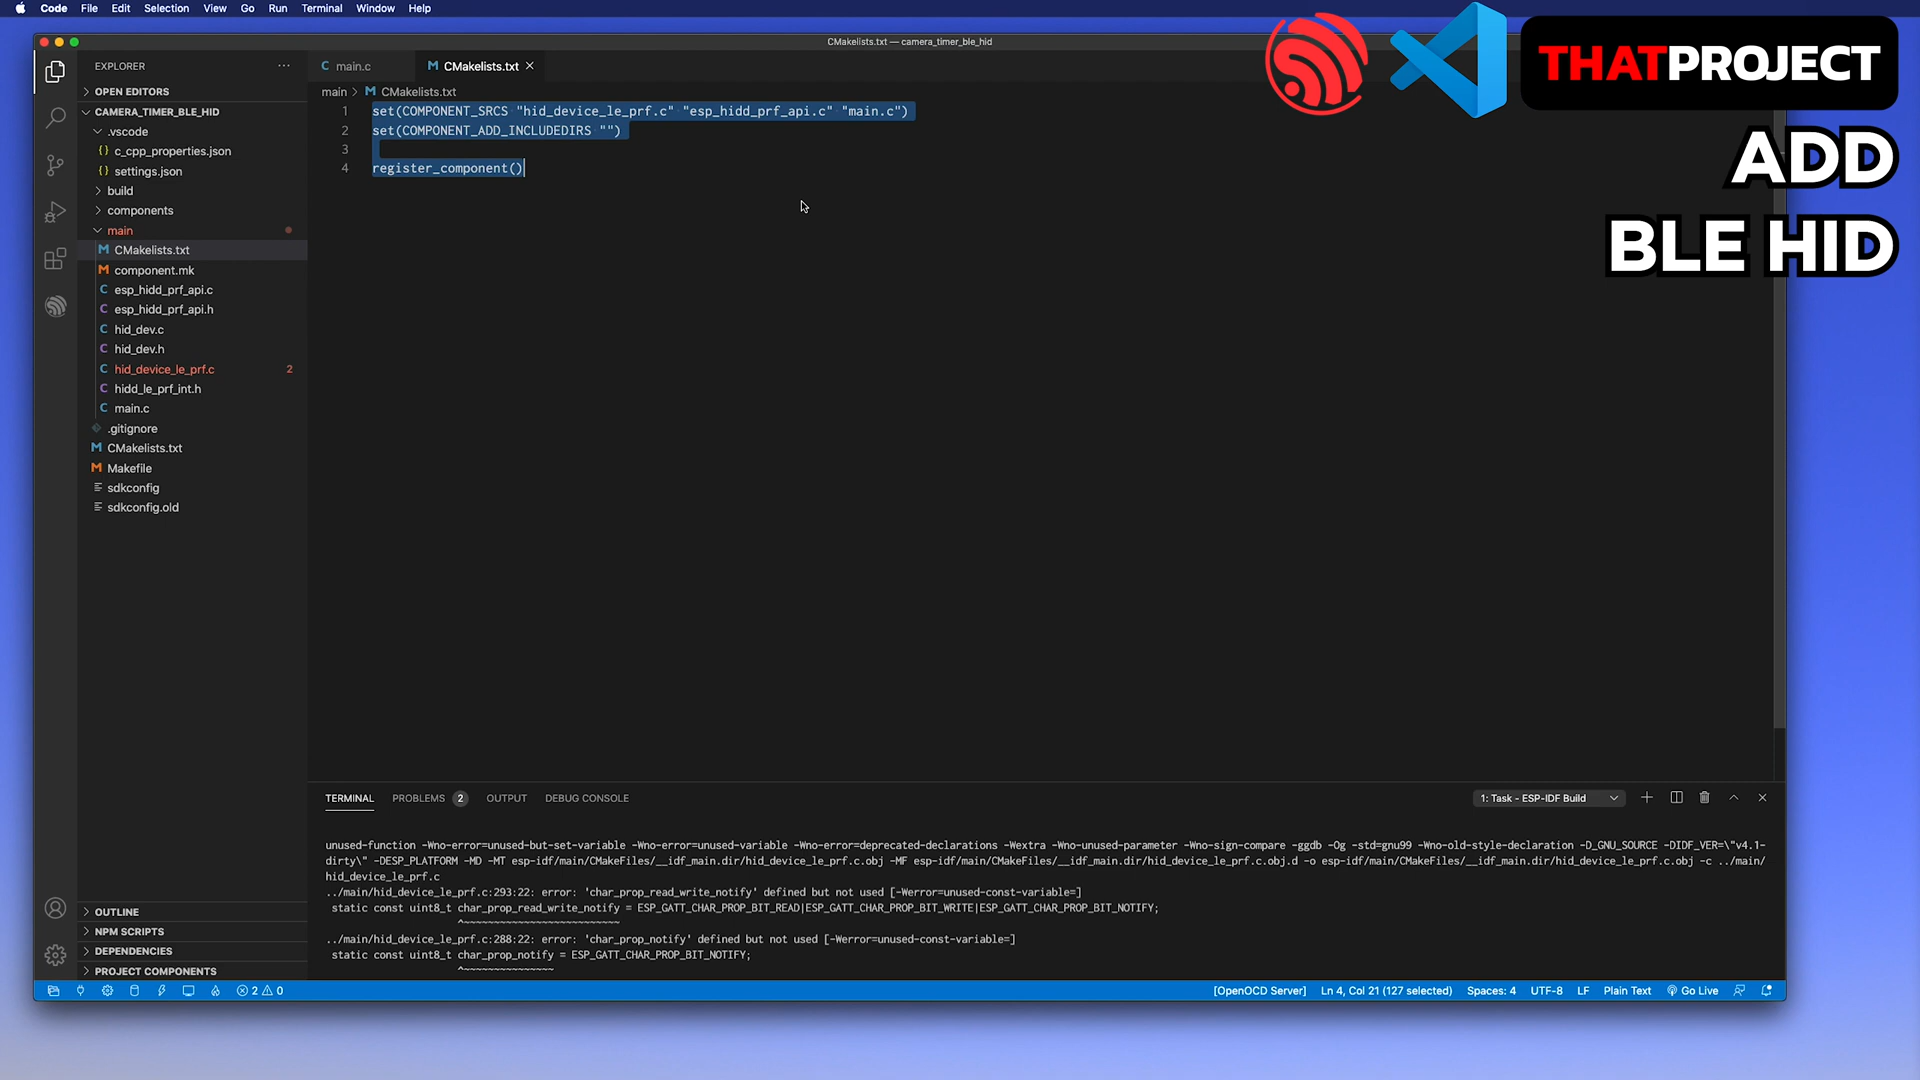 Code File Edit Selection View Go Run Terminal Window Help
CMakelists.txt — camera_timer_ble_hid
THATPROJECT
ADD
BLE HID
EXPLORER
OPEN EDITORS
CAMERA_TIMER_BLE_HID
.vscode
c_cpp_properties.json
settings.json
build
components
main
CMakelists.txt
component.mk
esp_hidd_prf_api.c
esp_hidd_prf_api.h
hid_dev.c
hid_dev.h
hid_device_le_prf.c 2
hidd_le_prf_int.h
main.c
.gitignore
CMakelists.txt
Makefile
sdkconfig
sdkconfig.old
OUTLINE
NPM SCRIPTS
DEPENDENCIES
PROJECT COMPONENTS
main.c CMakelists.txt
main > CMakelists.txt
1 set(COMPONENT_SRCS "hid_device_le_prf.c" "esp_hidd_prf_api.c" "main.c")
2 set(COMPONENT_ADD_INCLUDEDIRS "")
3
4 register_component()
TERMINAL PROBLEMS 2 OUTPUT DEBUG CONSOLE
1: Task - ESP-IDF Build
unused-function -Wno-error=unused-but-set-variable -Wno-error=unused-variable -Wno-error=deprecated-declarations -Wextra -Wno-unused-parameter -Wno-sign-compare -ggdb -Og -std=gnu99 -Wno-old-style-declaration -D_GNU_SOURCE -DIDF_VER=\"v4.1-
dirty\" -DESP_PLATFORM -MD -MT esp-idf/main/CMakeFiles/__idf_main.dir/hid_device_le_prf.c.obj -MF esp-idf/main/CMakeFiles/__idf_main.dir/hid_device_le_prf.c.obj.d -o esp-idf/main/CMakeFiles/__idf_main.dir/hid_device_le_prf.c.obj -c ../main/
hid_device_le_prf.c
../main/hid_device_le_prf.c:293:22: error: 'char_prop_read_write_notify' defined but not used [-Werror=unused-const-variable=]
static const uint8_t char_prop_read_write_notify = ESP_GATT_CHAR_PROP_BIT_READ|ESP_GATT_CHAR_PROP_BIT_WRITE|ESP_GATT_CHAR_PROP_BIT_NOTIFY;
^~~~~~~~~~~~~~~~~~~~~~~~~~~
../main/hid_device_le_prf.c:288:22: error: 'char_prop_notify' defined but not used [-Werror=unused-const-variable=]
static const uint8_t char_prop_notify = ESP_GATT_CHAR_PROP_BIT_NOTIFY;
^~~~~~~~~~~~~~~~
2 0 [OpenOCD Server] Ln 4, Col 21 (127 selected) Spaces: 4 UTF-8 LF Plain Text Go Live